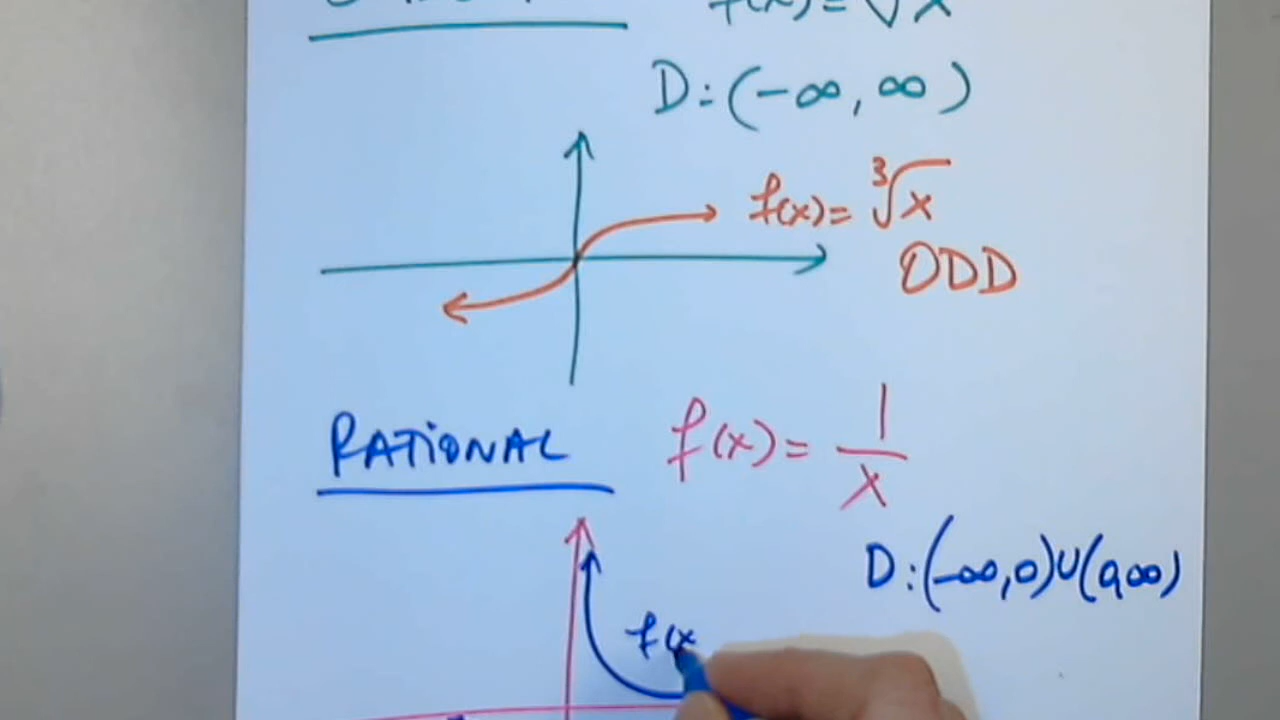 f(x) = √x
D:(-∞, ∞)
f(x) = ∛x
ODD
RATIONAL
f(x) = 1/x
D:(-∞,0)∪(0,∞)
f(x